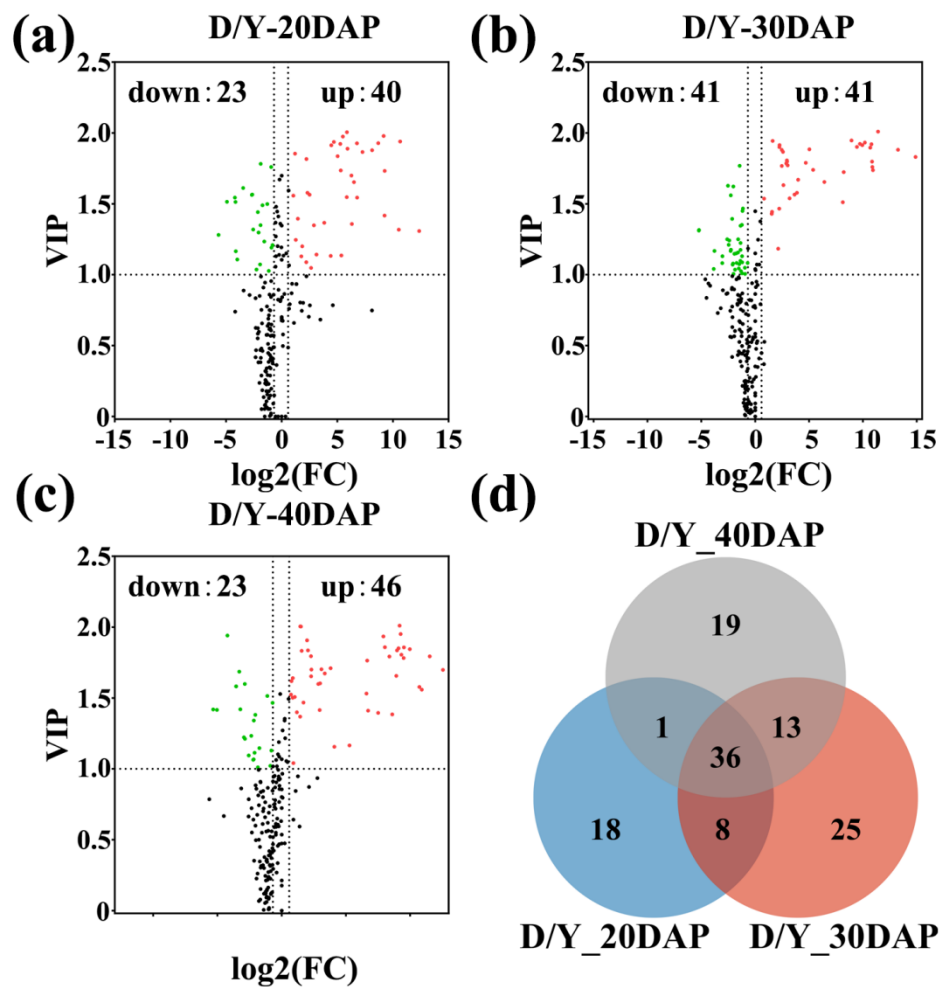 (a) D/Y-20DAP
down:23 up:40
VIP
2.5
2.0
1.5
1.0
0.5
0
-15 -10 -5 0 5 10 15
log2(FC)
(b) D/Y-30DAP
down:41 up:41
VIP
2.5
2.0
1.5
1.0
0.5
0
-15 -10 -5 0 5 10 15
log2(FC)
(c) D/Y-40DAP
down:23 up:46
VIP
2.5
2.0
1.5
1.0
0.5
0
log2(FC)
(d)
D/Y_40DAP
19
1 13
36
18 8 25
D/Y_20DAP D/Y_30DAP